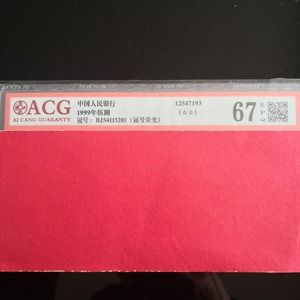 ACG
AI CANG GUARANTY
中国人民银行
1999年伍圆
冠号：BJ54115281（冠号荧光）
12547193
67
EPQ